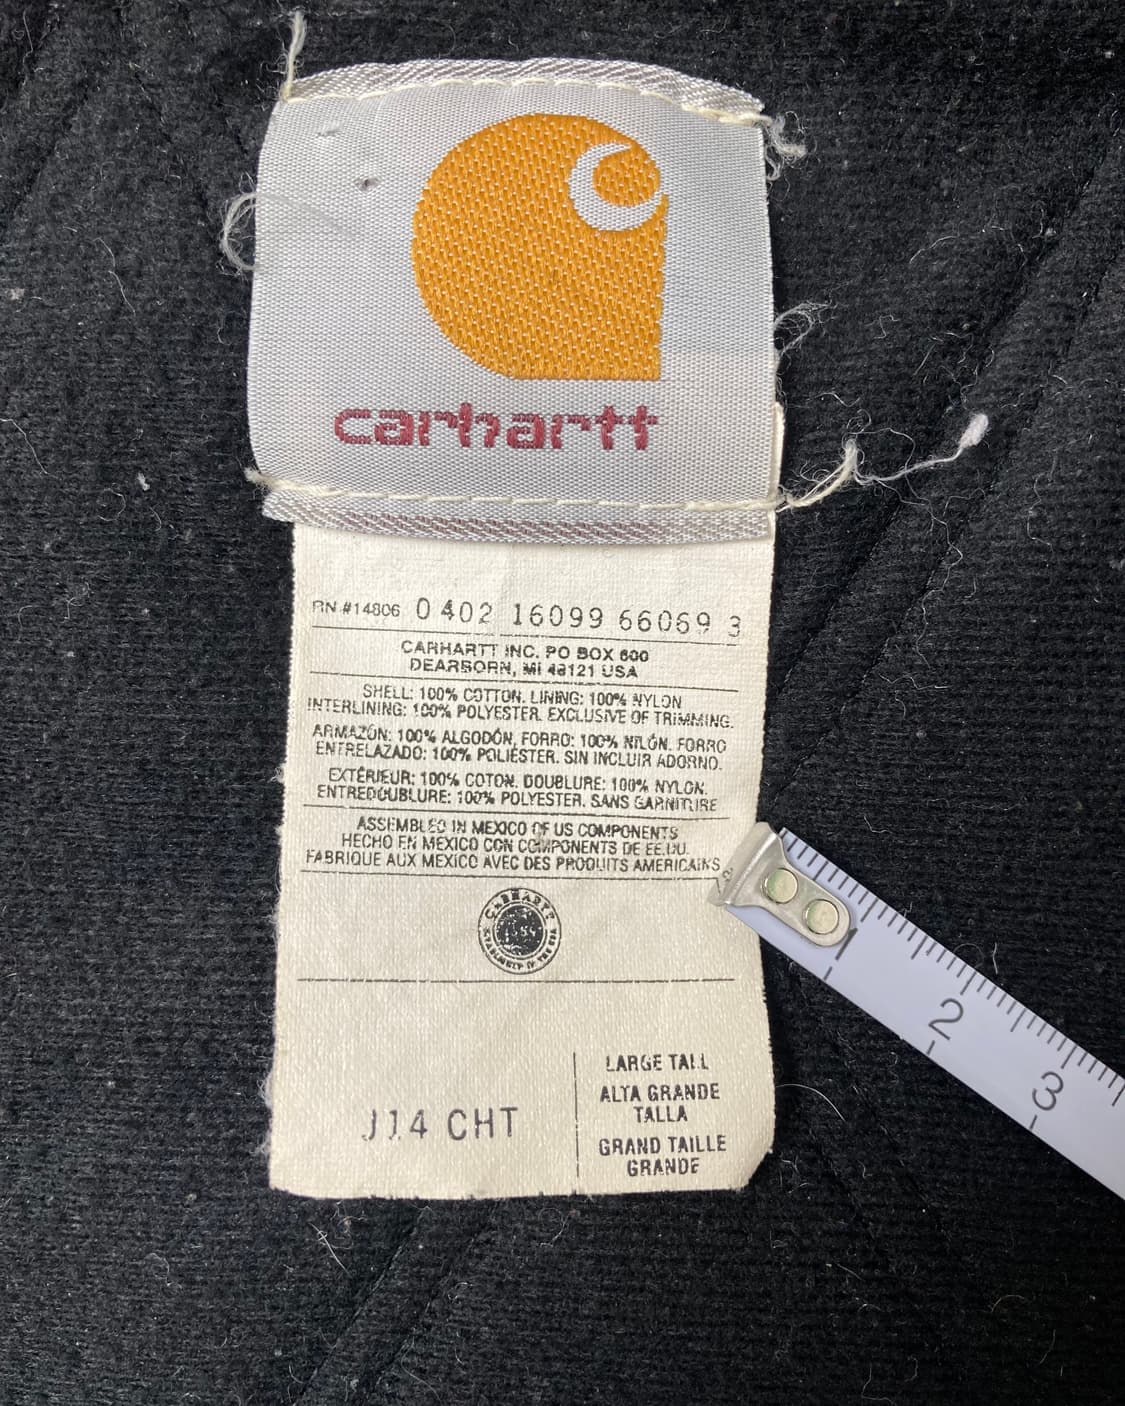 carhartt
RN #14806 0402 16099 66069 3
CARHARTT INC. PO BOX 600
DEARBORN, MI 48121 USA
SHELL: 100% COTTON. LINING: 100% NYLON
INTERLINING: 100% POLYESTER. EXCLUSIVE OF TRIMMING.
ARMAZÓN: 100% ALGODÓN, FORRO: 100% NILÓN. FORRO
ENTRELAZADO: 100% POLIÉSTER. SIN INCLUIR ADORNO.
EXTÉRIEUR: 100% COTON. DOUBLURE: 100% NYLON.
ENTREDOUBLURE: 100% POLYESTER. SANS GARNITURE
ASSEMBLED IN MEXICO OF US COMPONENTS
HECHO EN MEXICO CON COMPONENTS DE EE.UU.
FABRIQUE AUX MEXICO AVEC DES PRODUITS AMERICAINS
CARHARTT
J14 CHT
LARGE TALL
ALTA GRANDE
TALLA
GRAND TAILLE
GRANDE
2
3